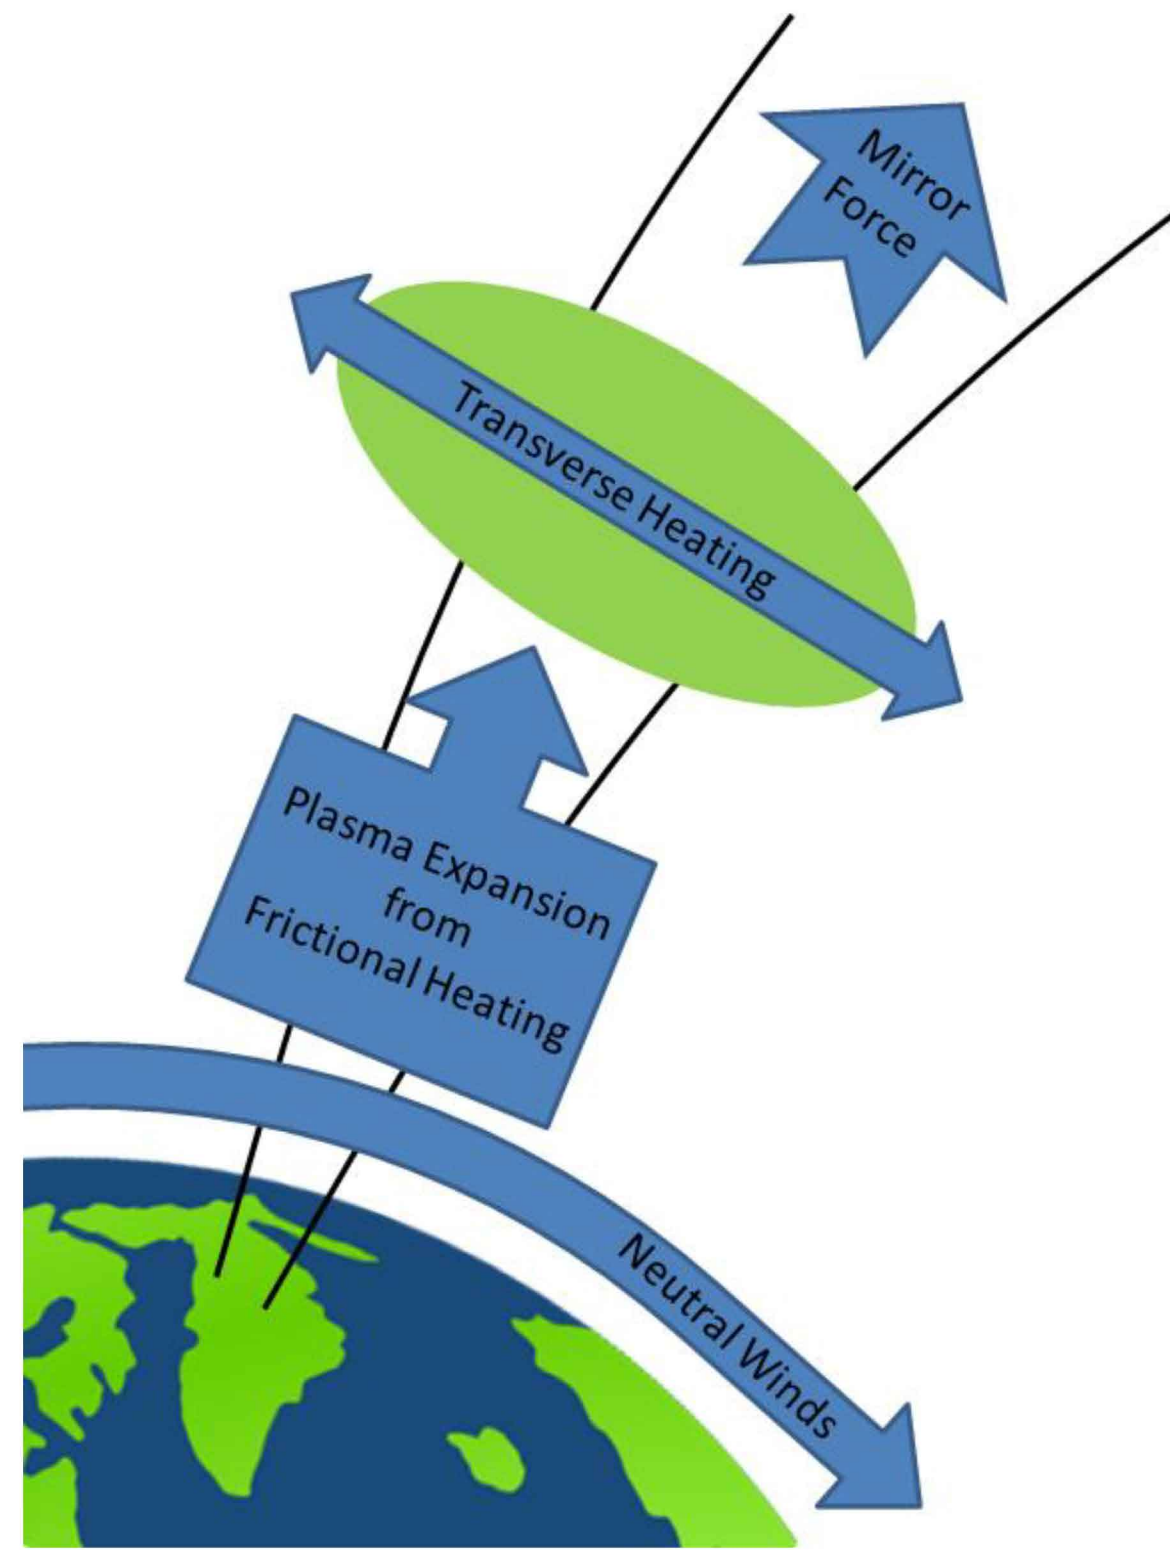 Mirror
Force
Transverse Heating
Plasma Expansion
from
Frictional Heating
Neutral Winds